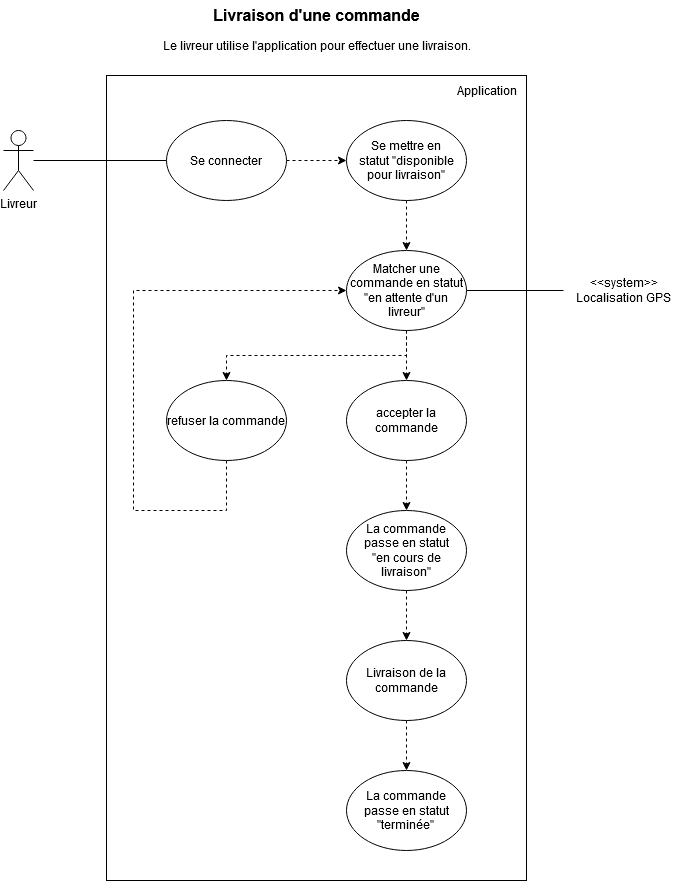 Livraison d'une commande
Le livreur utilise l'application pour effectuer une livraison.
Application
Livreur
Se connecter
Se mettre en
statut "disponible
pour livraison"
Matcher une
commande en statut
"en attente d'un
livreur"
<<system>>
Localisation GPS
refuser la commande
accepter la
commande
La commande
passe en statut
"en cours de
livraison"
Livraison de la
commande
La commande
passe en statut
"terminée"